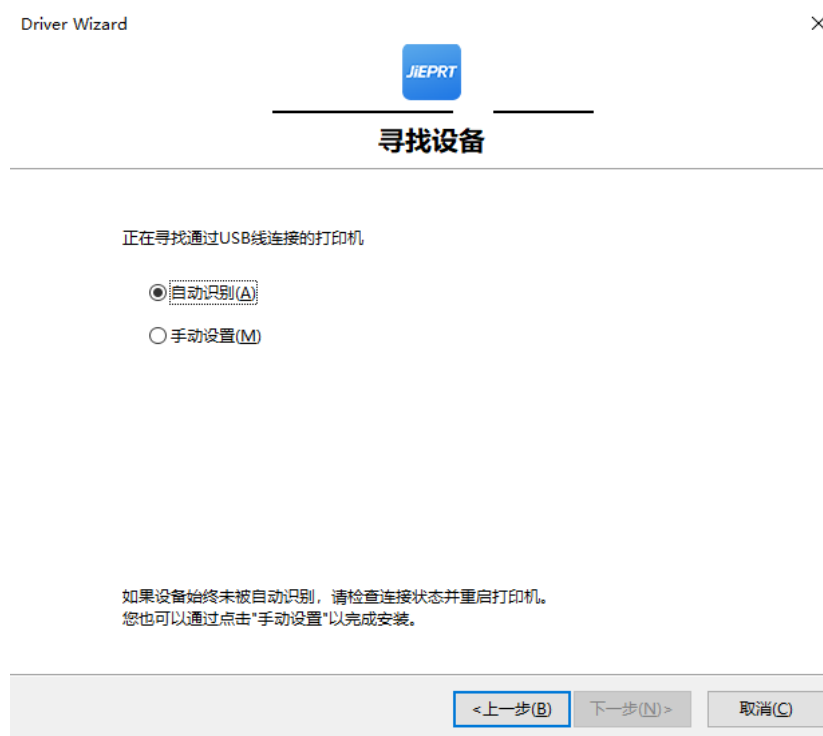 Driver Wizard
JiEPRT
寻找设备
正在寻找通过USB线连接的打印机
自动识别(A)
手动设置(M)
如果设备始终未被自动识别，请检查连接状态并重启打印机。
您也可以通过点击"手动设置"以完成安装。
<上一步(B)
下一步(N)>
取消(C)